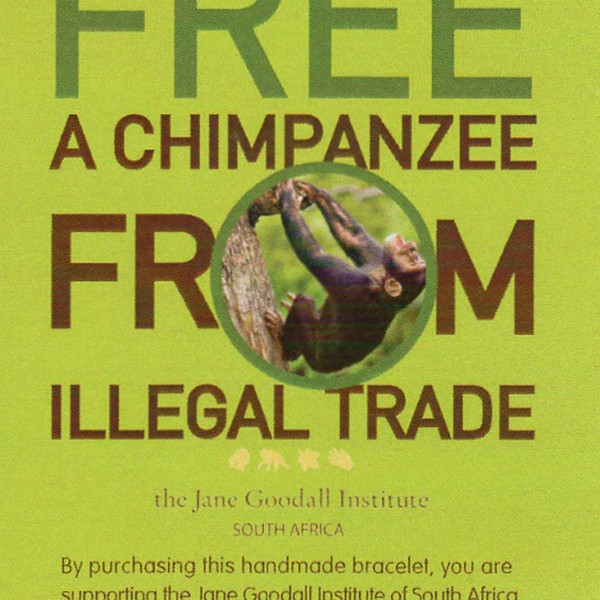 FREE
A CHIMPANZEE
FROM
ILLEGAL TRADE
the Jane Goodall Institute
SOUTH AFRICA
By purchasing this handmade bracelet, you are
supporting the Jane Goodall Institute of South Africa